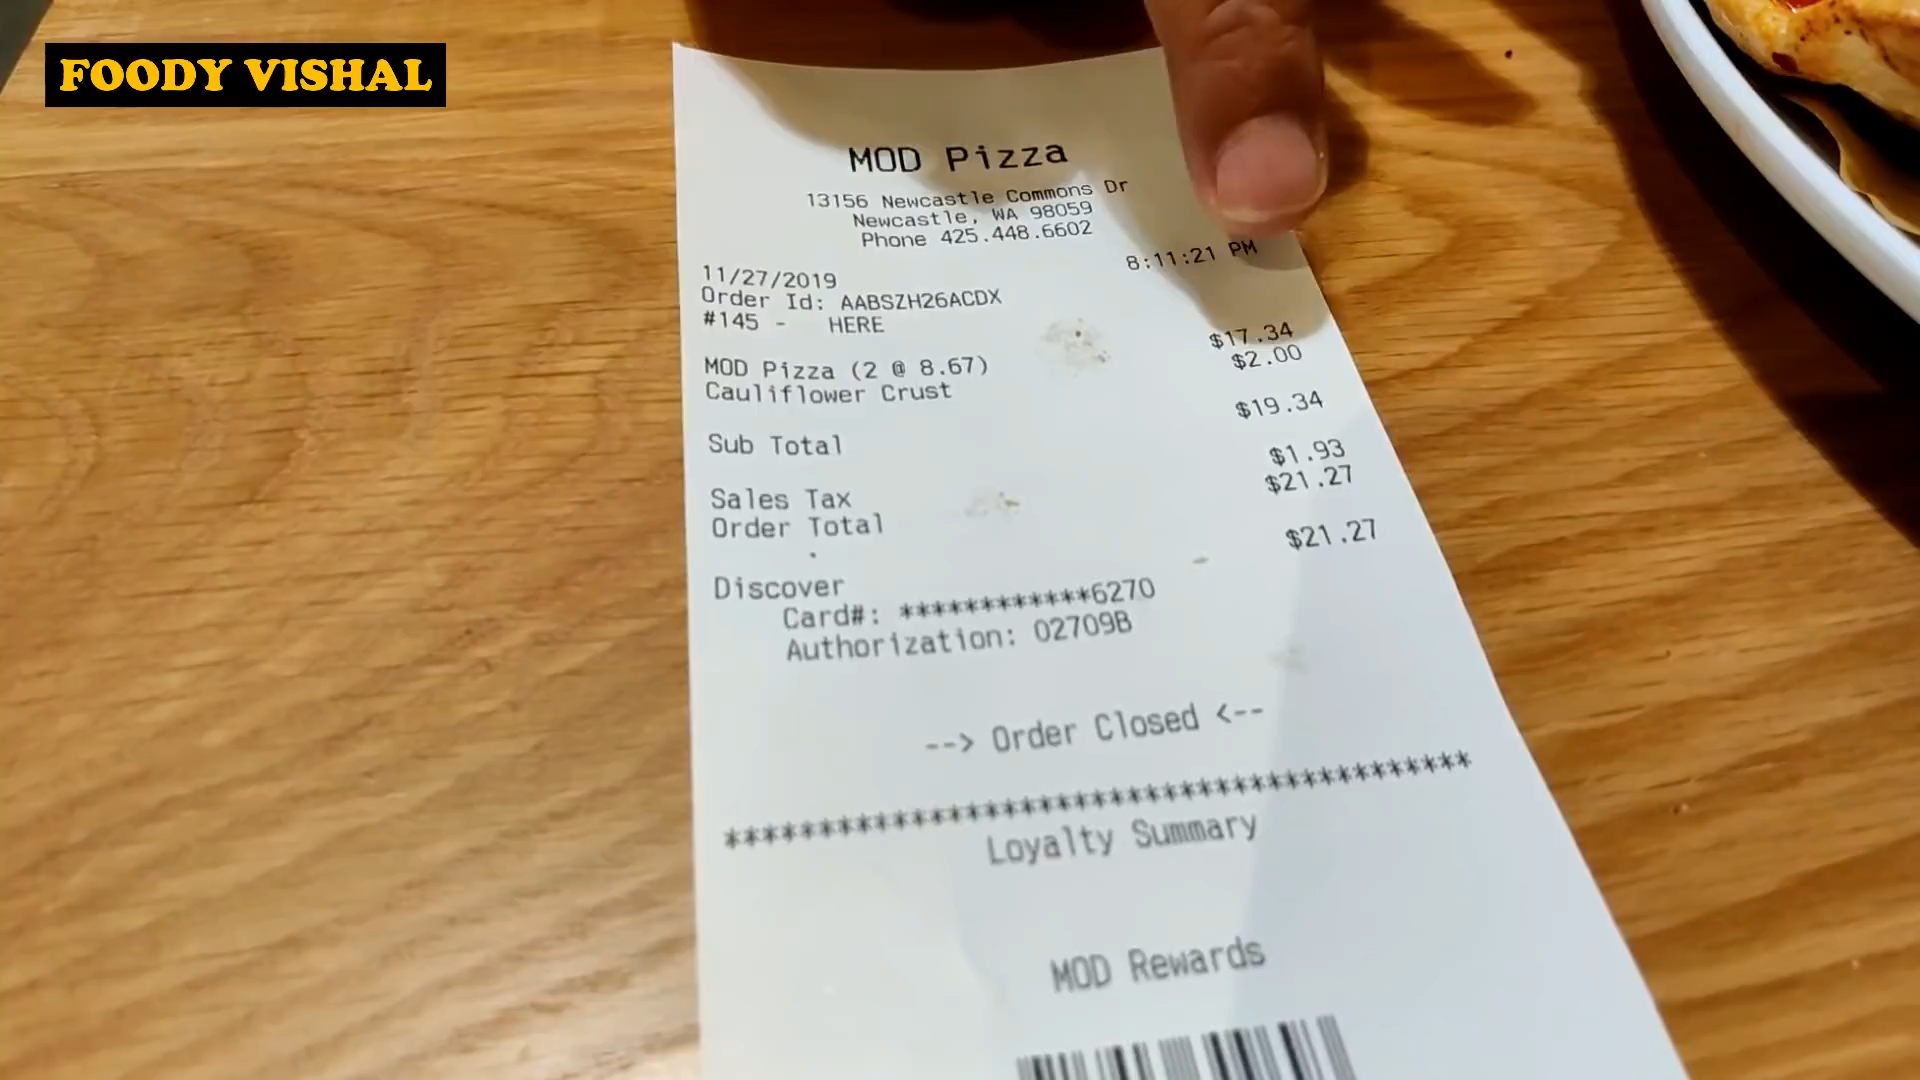 FOODY VISHAL
MOD Pizza
13156 Newcastle Commons Dr
Newcastle, WA 98059
Phone 425.448.6602
11/27/2019 8:11:21 PM
Order Id: AABSZH26ACDX
#145 - HERE
MOD Pizza (2 @ 8.67) $17.34
Cauliflower Crust $2.00
Sub Total $19.34
Sales Tax $1.93
Order Total $21.27
Discover $21.27
Card#: ************6270
Authorization: 02709B
--> Order Closed <--
****************************************
Loyalty Summary
MOD Rewards